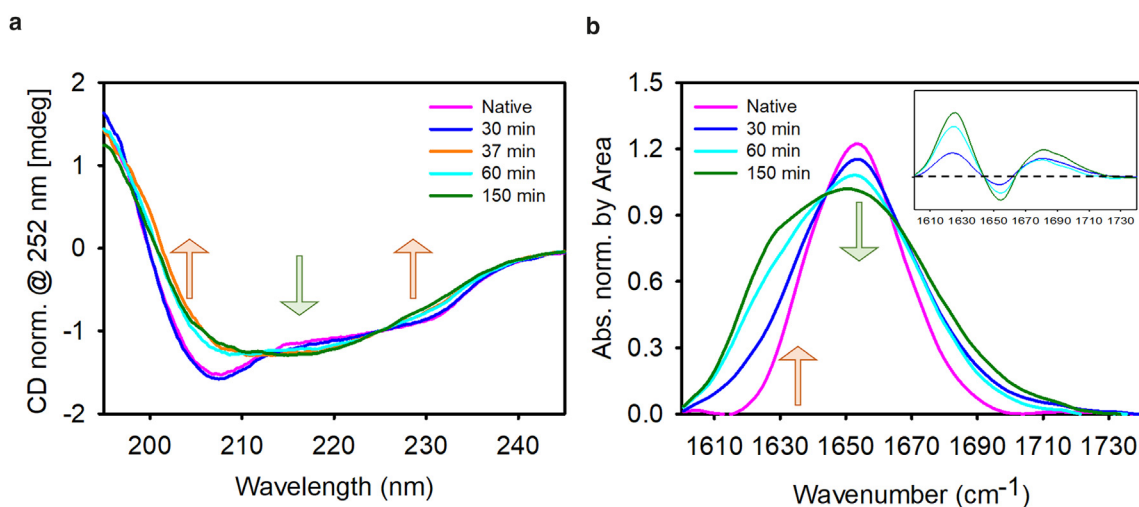 a
2
1
0
-1
-2
CD norm. @ 252 nm [mdeg]
Native
30 min
37 min
60 min
150 min
200 210 220 230 240
Wavelength (nm)
b
1.5
1.2
0.9
0.6
0.3
0.0
Abs. norm. by Area
Native
30 min
60 min
150 min
1610 1630 1650 1670 1690 1710 1730
1610 1630 1650 1670 1690 1710 1730
Wavenumber (cm⁻¹)